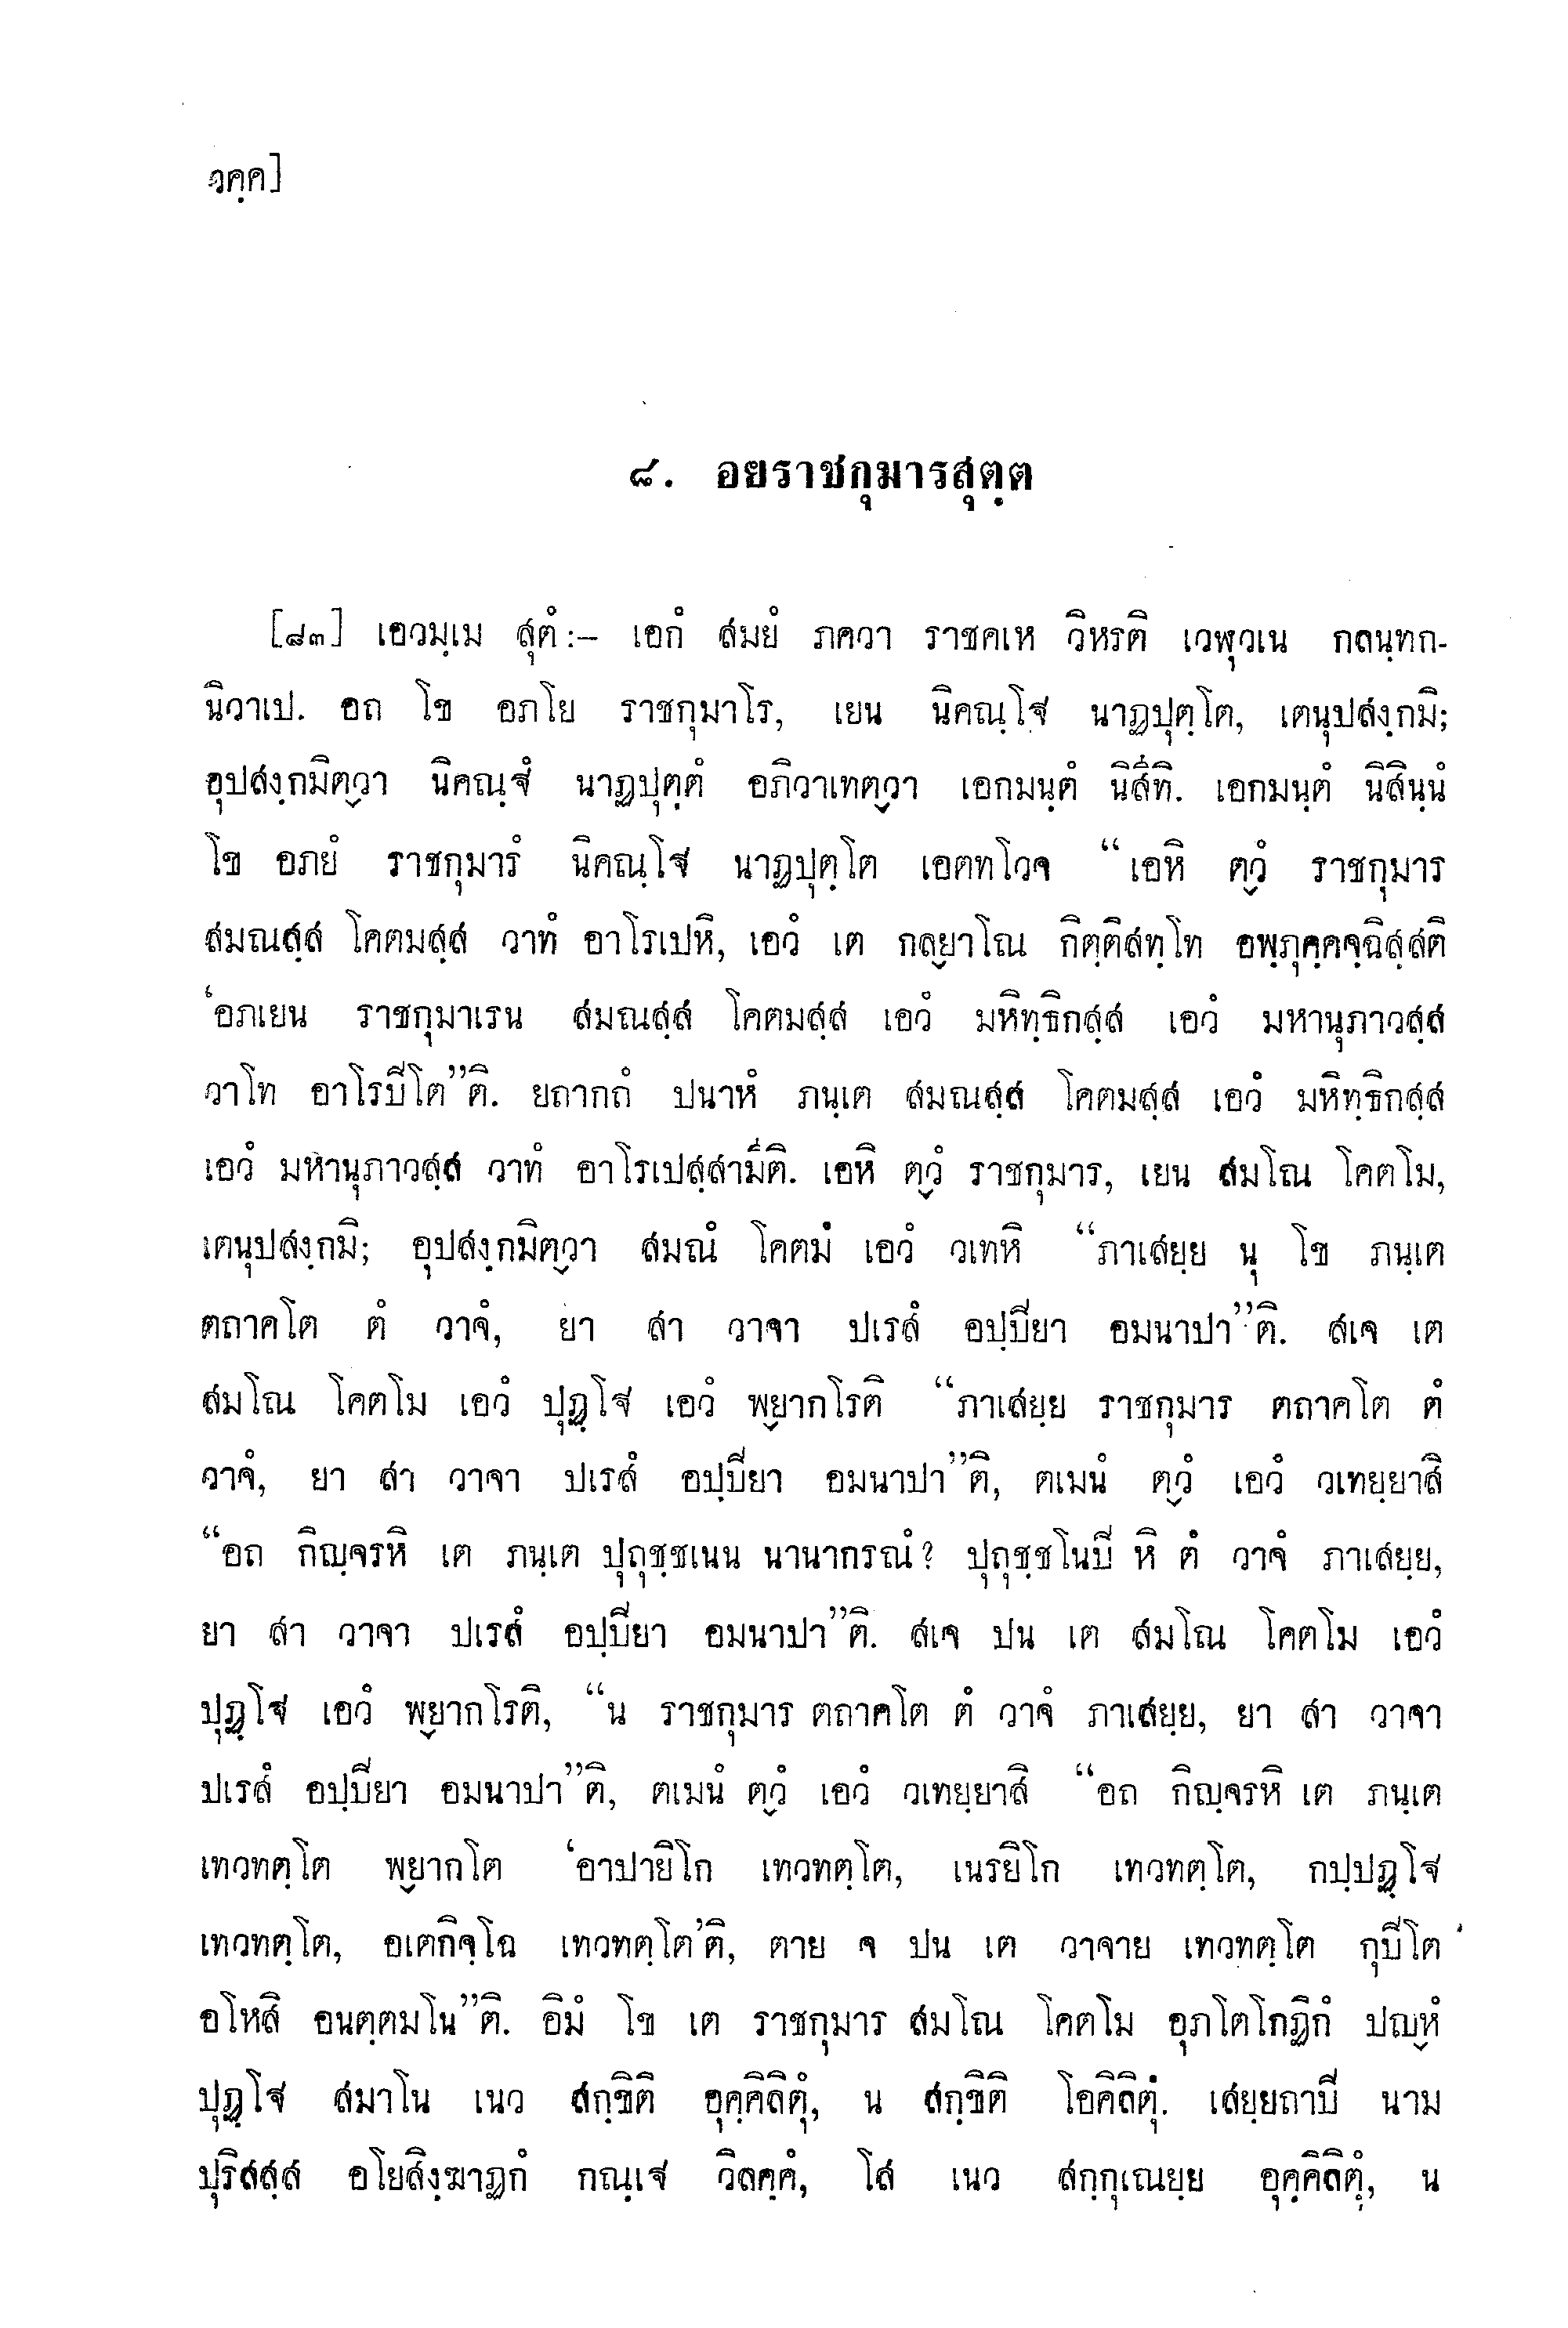 วคฺค]
๘. อยราชกุมารสุตฺต
[๘๓] เอวมฺเม สุตํ :— เอกํ สมยํ ภควา ราชคเห วิหรติ เวฬุวเน กลนฺทก-
นิวาเป. อถ โข อภโย ราชกุมาโร, เยน นิคณฺโฐ นาฏปุตฺโต, เตนุปสงฺกมิ;
อุปสงฺกมิตฺวา นิคณฺฐํ นาฏปุตฺตํ อภิวาเทตฺวา เอกมนฺตํ นิสีทิ. เอกมนฺตํ นิสินฺนํ
โข อภยํ ราชกุมารํ นิคณฺโฐ นาฏปุตฺโต เอตทโวจ “เอหิ ตฺวํ ราชกุมาร
สมณสฺส โคตมสฺส วาทํ อาโรเปหิ, เอวํ เต กลฺยาโณ กิตฺติสทฺโท อพฺภุคฺคจฺฉิสฺสติ
‘อภเยน ราชกุมาเรน สมณสฺส โคตมสฺส เอวํ มหิทฺธิกสฺส เอวํ มหานุภาวสฺส
วาโท อาโรปีโต”ติ. ยถากถํ ปนาหํ ภนฺเต สมณสฺส โคตมสฺส เอวํ มหิทฺธิกสฺส
เอวํ มหานุภาวสฺส วาทํ อาโรเปสฺสามีติ. เอหิ ตฺวํ ราชกุมาร, เยน สมโณ โคตโม,
เตนุปสงฺกมิ; อุปสงฺกมิตฺวา สมณํ โคตมํ เอวํ วเทหิ “ภาเสยฺย นุ โข ภนฺเต
ตถาคโต ตํ วาจํ, ยา สา วาจา ปเรสํ อปฺปียา อมนาปา”ติ. สเจ เต
สมโณ โคตโม เอวํ ปุฏฺโฐ เอวํ พฺยากโรติ “ภาเสยฺย ราชกุมาร ตถาคโต ตํ
วาจํ, ยา สา วาจา ปเรสํ อปฺปียา อมนาปา”ติ, ตเมนํ ตฺวํ เอวํ วเทยฺยาสิ
“อถ กิญฺจรหิ เต ภนฺเต ปุถุชฺชเนน นานากรณํ? ปุถุชฺชโนปี หิ ตํ วาจํ ภาเสยฺย,
ยา สา วาจา ปเรสํ อปฺปียา อมนาปา”ติ. สเจ ปน เต สมโณ โคตโม เอวํ
ปุฏฺโฐ เอวํ พฺยากโรติ, “น ราชกุมาร ตถาคโต ตํ วาจํ ภาเสยฺย, ยา สา วาจา
ปเรสํ อปฺปียา อมนาปา”ติ, ตเมนํ ตฺวํ เอวํ วเทยฺยาสิ “อถ กิญฺจรหิ เต ภนฺเต
เทวทตฺโต พฺยากโต ‘อาปายิโก เทวทตฺโต, เนรยิโก เทวทตฺโต, กปฺปฏฺโฐ
เทวทตฺโต, อเตกิจฺโฉ เทวทตฺโต’ติ, ตาย จ ปน เต วาจาย เทวทตฺโต กุปีโต
อโหสิ อนตฺตมโน”ติ. อิมํ โข เต ราชกุมาร สมโณ โคตโม อุภโตโกฏิกํ ปญฺหํ
ปุฏฺโฐ สมาโน เนว สกฺขิติ อุคฺคิลิตุํ, น สกฺขิติ โอคิลิตุํ. เสยฺยถาปี นาม
ปุริสสฺส อโยสิงฺฆาฏกํ กณฺเฐ วิลคฺคํ, โส เนว สกฺกุเณยฺย อุคฺคิลิตุํ, น